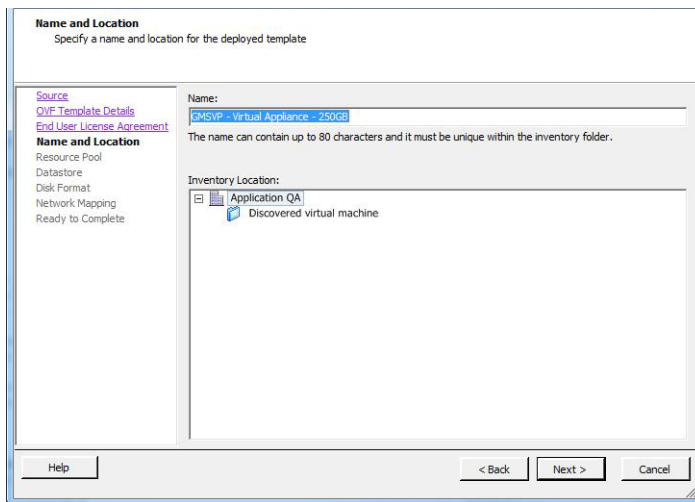 Name and Location
Specify a name and location for the deployed template
Source
OVF Template Details
End User License Agreement
Name and Location
Resource Pool
Datastore
Disk Format
Network Mapping
Ready to Complete
Name:
GMSVP - Virtual Appliance - 250GB
The name can contain up to 80 characters and it must be unique within the inventory folder.
Inventory Location:
Application QA
Discovered virtual machine
Help
< Back
Next >
Cancel